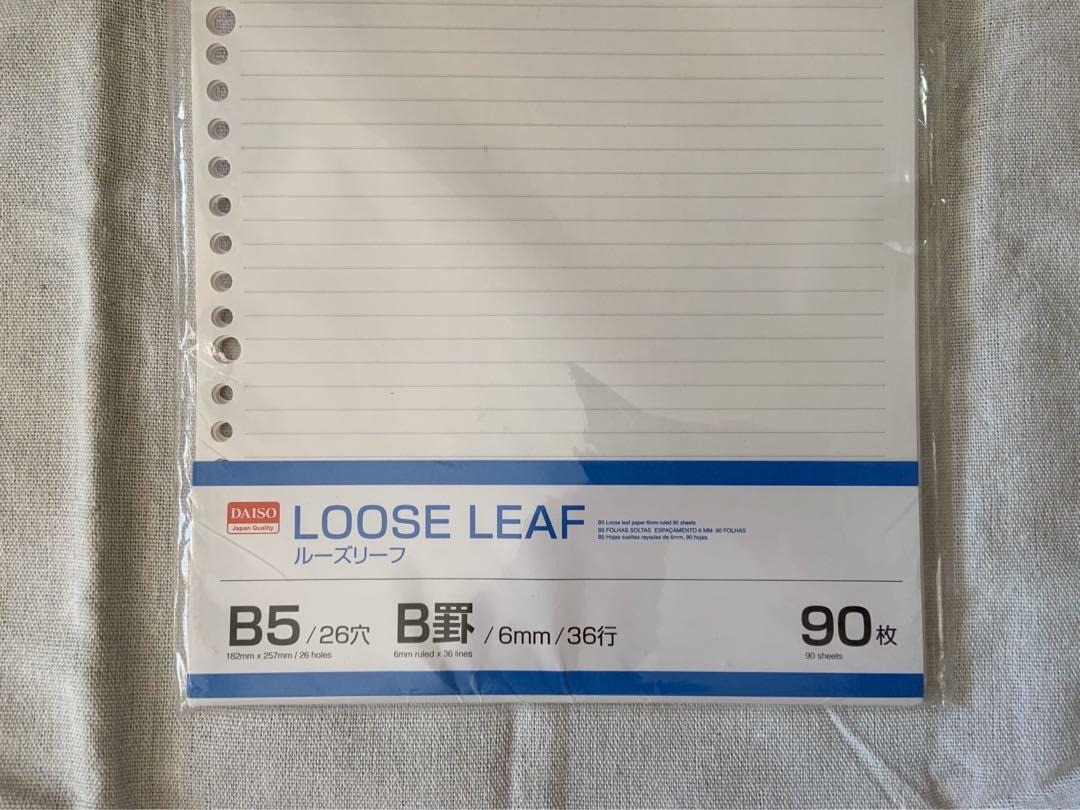 DAISO
Japan Quality
LOOSE LEAF
ルーズリーフ
B5 Loose leaf paper 6mm ruled 90 sheets
B5 FOLHAS SOLTAS ESPAÇAMENTO 6 MM 90 FOLHAS
B5 Hojas sueltas rayadas de 6mm, 90 hojas.
B5 /26穴 B罫 /6mm/36行 90枚
182mm x 257mm / 26 holes 6mm ruled x 36 lines 90 sheets